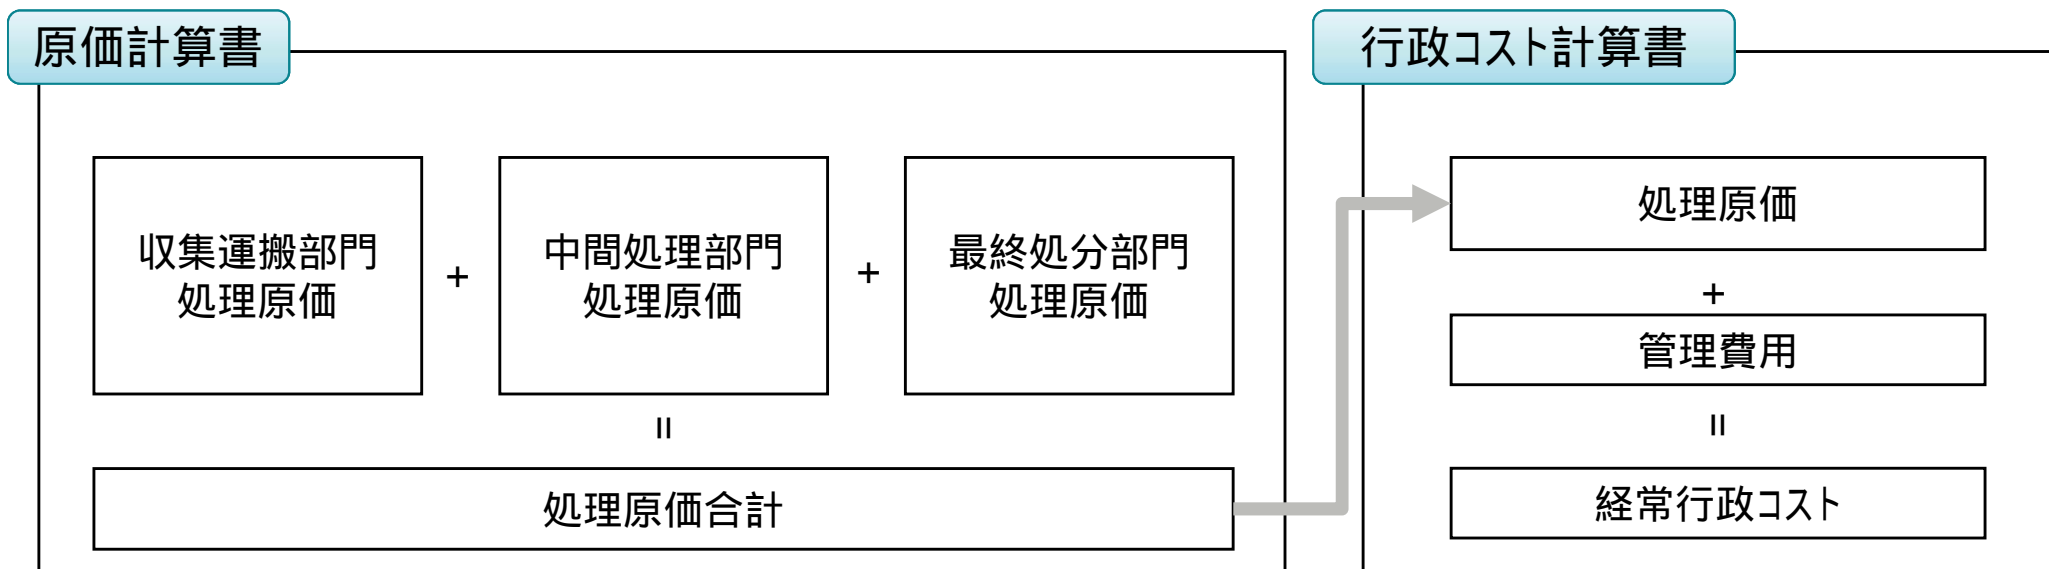 原価計算書
収集運搬部門
処理原価
+
中間処理部門
処理原価
+
最終処分部門
処理原価
=
処理原価合計
行政コスト計算書
処理原価
+
管理費用
=
経常行政コスト